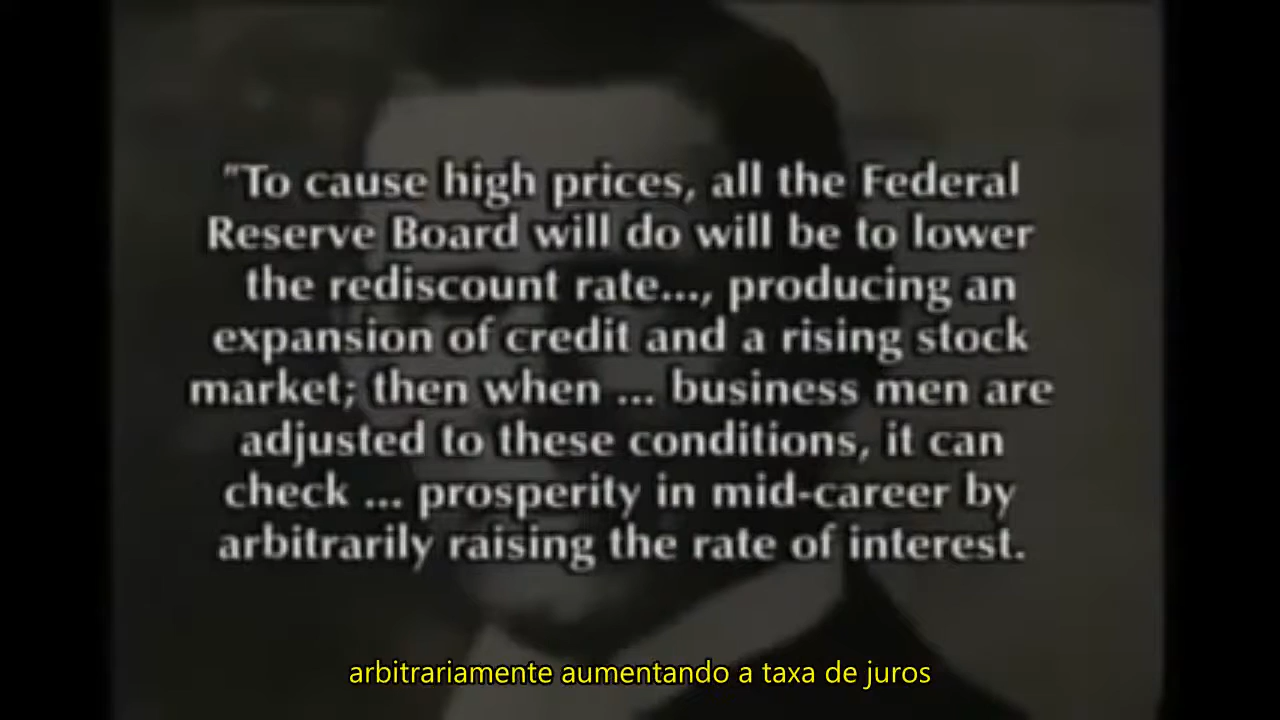 "To cause high prices, all the Federal
Reserve Board will do will be to lower
the rediscount rate..., producing an
expansion of credit and a rising stock
market; then when ... business men are
adjusted to these conditions, it can
check ... prosperity in mid-career by
arbitrarily raising the rate of interest.
arbitrariamente aumentando a taxa de juros